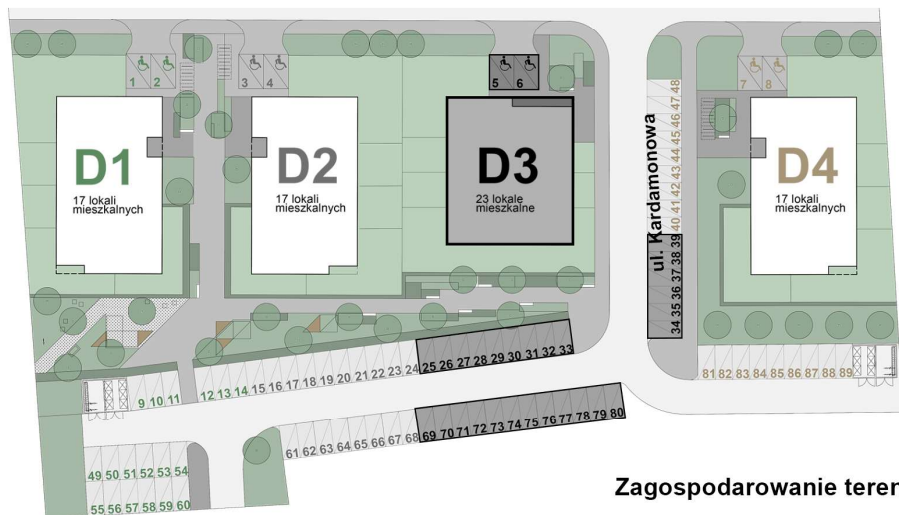 1 2
3 4
5 6
7 8
D1
17 lokali
mieszkalnych
D2
17 lokali
mieszkalnych
D3
23 lokale
mieszkalne
ul. Kardamonowa
34 35 36 37 38 39 40 41 42 43 44 45 46 47 48
D4
17 lokali
mieszkalnych
9 10 11
12 13 14 15 16 17 18 19 20 21 22 23 24 25 26 27 28 29 30 31 32 33
81 82 83 84 85 86 87 88 89
61 62 63 64 65 66 67 68 69 70 71 72 73 74 75 76 77 78 79 80
49 50 51 52 53 54
55 56 57 58 59 60
Zagospodarowanie teren